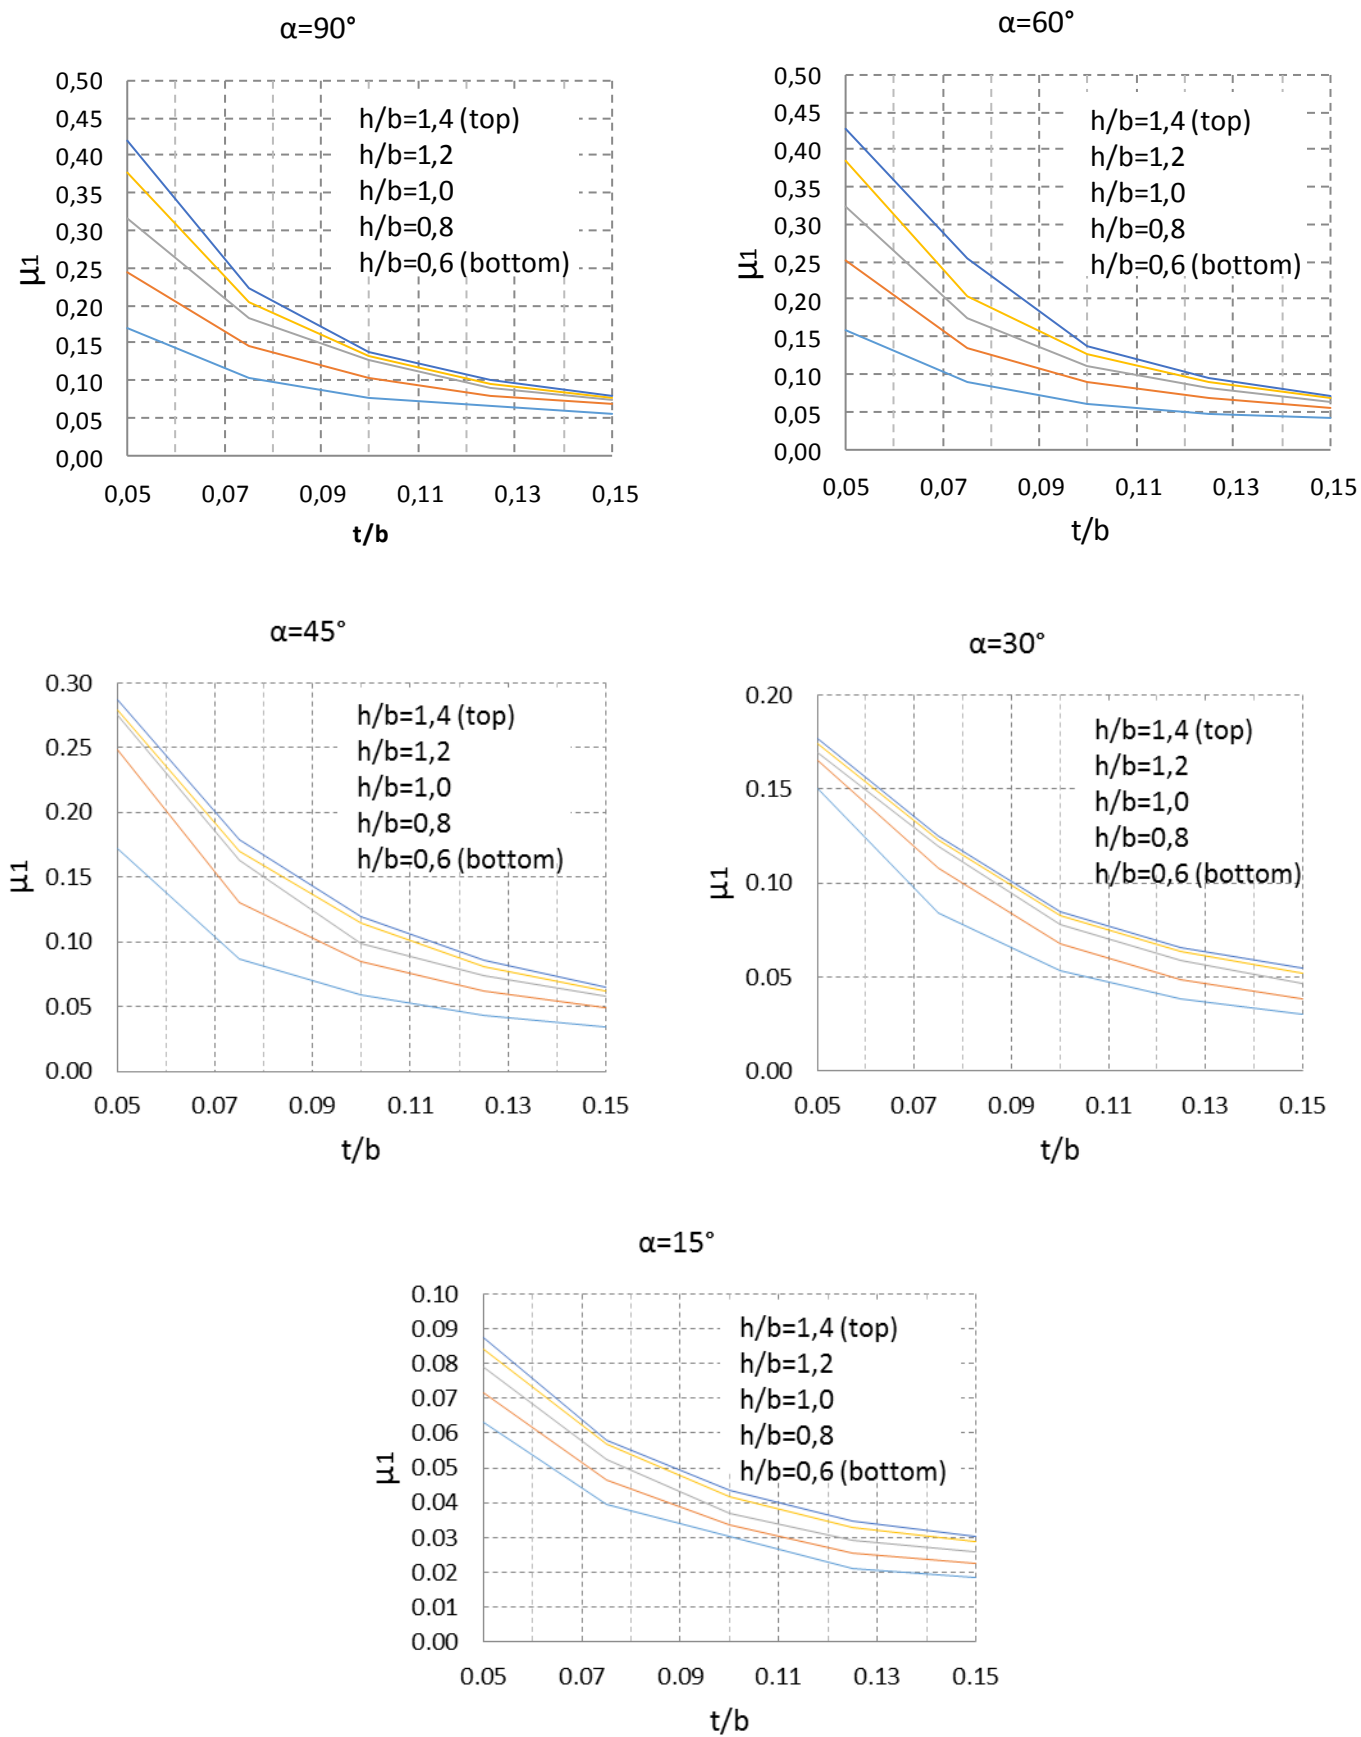 α=90°
0,50
0,45
0,40
0,35
0,30
0,25
0,20
0,15
0,10
0,05
0,00
μ1
h/b=1,4 (top)
h/b=1,2
h/b=1,0
h/b=0,8
h/b=0,6 (bottom)
0,05 0,07 0,09 0,11 0,13 0,15
t/b
α=60°
0,50
0,45
0,40
0,35
0,30
0,25
0,20
0,15
0,10
0,05
0,00
μ1
h/b=1,4 (top)
h/b=1,2
h/b=1,0
h/b=0,8
h/b=0,6 (bottom)
0,05 0,07 0,09 0,11 0,13 0,15
t/b
α=45°
0.30
0.25
0.20
0.15
0.10
0.05
0.00
μ1
h/b=1,4 (top)
h/b=1,2
h/b=1,0
h/b=0,8
h/b=0,6 (bottom)
0.05 0.07 0.09 0.11 0.13 0.15
t/b
α=30°
0.20
0.15
0.10
0.05
0.00
μ1
h/b=1,4 (top)
h/b=1,2
h/b=1,0
h/b=0,8
h/b=0,6 (bottom)
0.05 0.07 0.09 0.11 0.13 0.15
t/b
α=15°
0.10
0.09
0.08
0.07
0.06
0.05
0.04
0.03
0.02
0.01
0.00
μ1
h/b=1,4 (top)
h/b=1,2
h/b=1,0
h/b=0,8
h/b=0,6 (bottom)
0.05 0.07 0.09 0.11 0.13 0.15
t/b